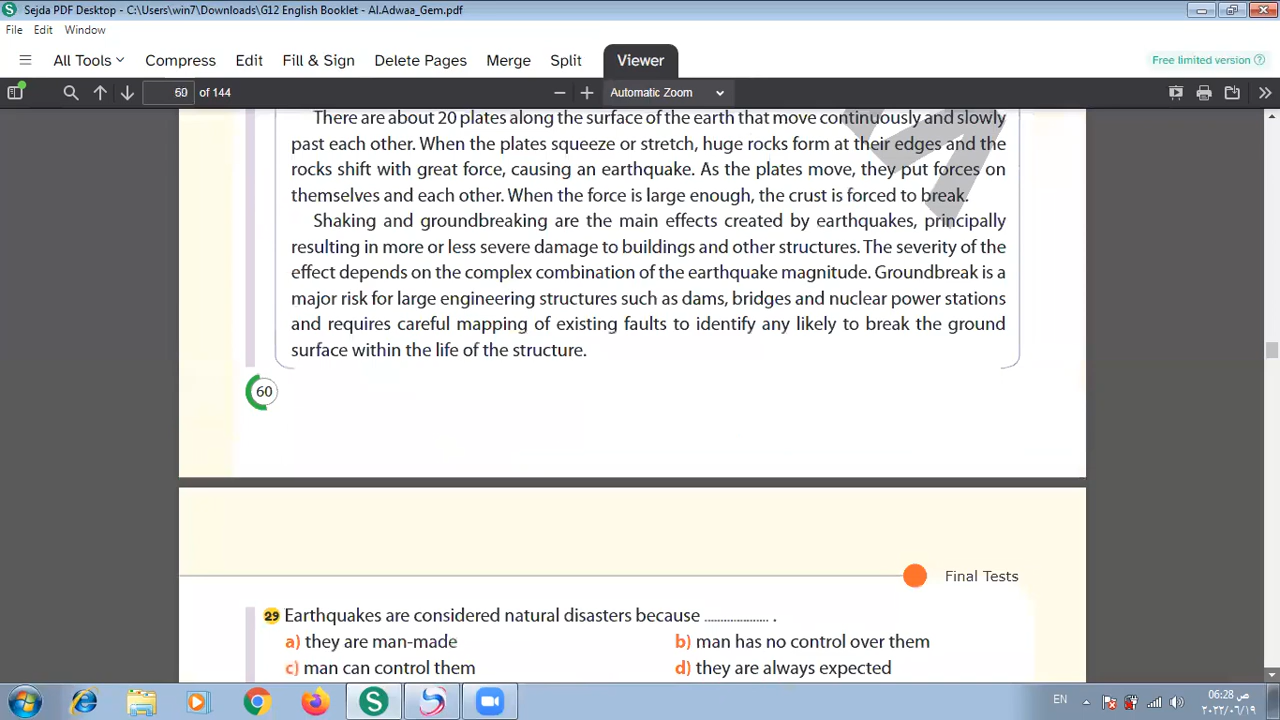 Sejda PDF Desktop - C:\Users\win7\Downloads\G12 English Booklet - Al.Adwaa_Gem.pdf
File Edit Window
All Tools Compress Edit Fill & Sign Delete Pages Merge Split Viewer Free limited version
60 of 144 Automatic Zoom
There are about 20 plates along the surface of the earth that move continuously and slowly
past each other. When the plates squeeze or stretch, huge rocks form at their edges and the
rocks shift with great force, causing an earthquake. As the plates move, they put forces on
themselves and each other. When the force is large enough, the crust is forced to break.
Shaking and groundbreaking are the main effects created by earthquakes, principally
resulting in more or less severe damage to buildings and other structures. The severity of the
effect depends on the complex combination of the earthquake magnitude. Groundbreak is a
major risk for large engineering structures such as dams, bridges and nuclear power stations
and requires careful mapping of existing faults to identify any likely to break the ground
surface within the life of the structure.
60
Final Tests
29 Earthquakes are considered natural disasters because .................... .
a) they are man-made b) man has no control over them
c) man can control them d) they are always expected
EN 06:28 ص
٢٠٢٢/٠٦/١٩